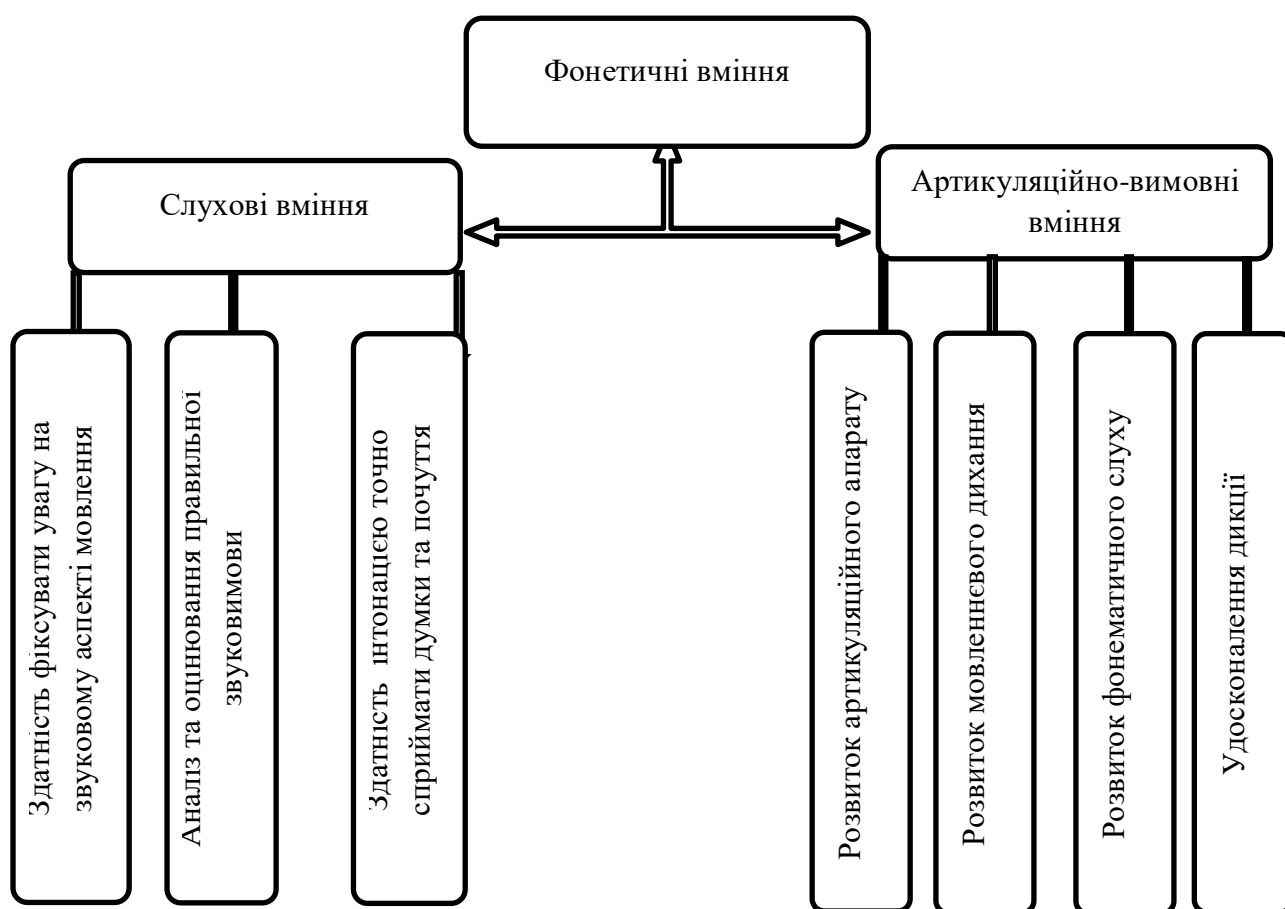 Фонетичні вміння
Слухові вміння
Артикуляційно-вимовні
вміння
Здатність фіксувати увагу на
звуковому аспекті мовлення
Аналіз та оцінювання правильної
звуковимови
Здатність інтонацією точно
сприймати думки та почуття
Розвиток артикуляційного апарату
Розвиток мовленнєвого дихання
Розвиток фонематичного слуху
Удосконалення дикції